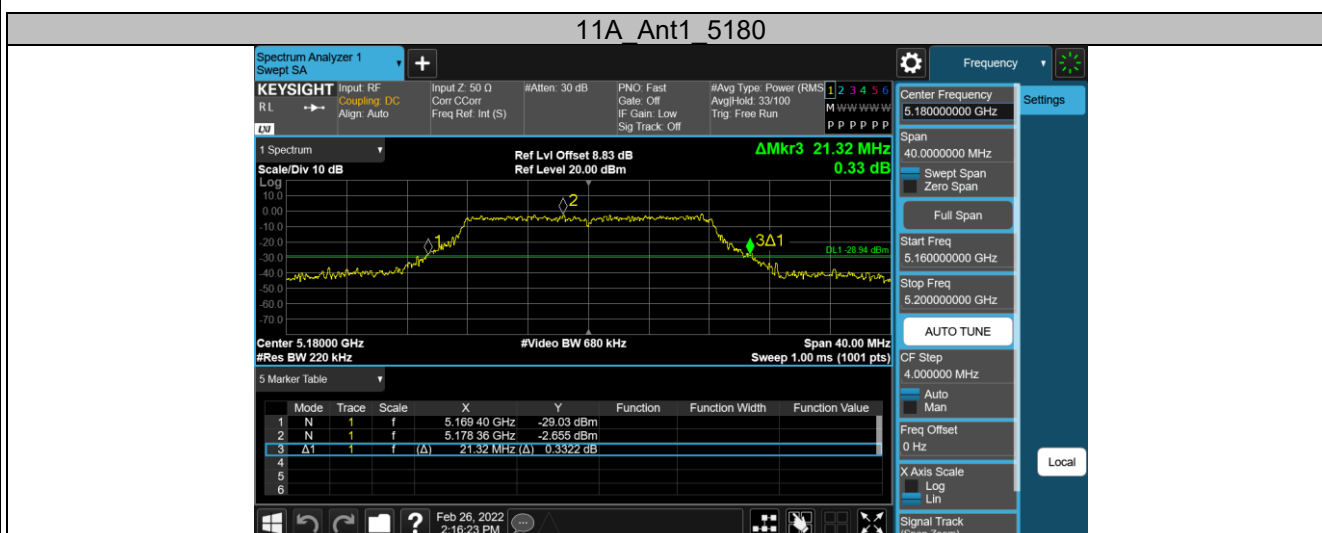 11A_Ant1_5180
Spectrum Analyzer 1
Swept SA
+
Frequency
KEYSIGHT
RL
LXI
Input: RF
Coupling: DC
Align: Auto
Input Z: 50 Ω
Corr CCorr
Freq Ref: Int (S)
#Atten: 30 dB
PNO: Fast
Gate: Off
IF Gain: Low
Sig Track: Off
#Avg Type: Power (RMS
Avg|Hold: 33/100
Trig: Free Run
1 2 3 4 5 6
M W W W W W
P P P P P P
Center Frequency
5.180000000 GHz
Settings
Span
40.0000000 MHz
Swept Span
Zero Span
Full Span
Start Freq
5.160000000 GHz
Stop Freq
5.200000000 GHz
AUTO TUNE
CF Step
4.000000 MHz
Auto
Man
Freq Offset
0 Hz
X Axis Scale
Log
Lin
Signal Track
(Span Zoom)
Local
1 Spectrum
Scale/Div 10 dB
Ref Lvl Offset 8.83 dB
Ref Level 20.00 dBm
ΔMkr3 21.32 MHz
0.33 dB
Log
10.0
0.00
-10.0
-20.0
-30.0
-40.0
-50.0
-60.0
-70.0
1
2
3Δ1
DL1 -28.94 dBm
Center 5.18000 GHz
#Res BW 220 kHz
#Video BW 680 kHz
Span 40.00 MHz
Sweep 1.00 ms (1001 pts)
5 Marker Table
Mode Trace Scale X Y Function Function Width Function Value
1 N 1 f 5.169 40 GHz -29.03 dBm
2 N 1 f 5.178 36 GHz -2.655 dBm
3 Δ1 1 f (Δ) 21.32 MHz (Δ) 0.3322 dB
4
5
6
?
Feb 26, 2022
2:16:23 PM